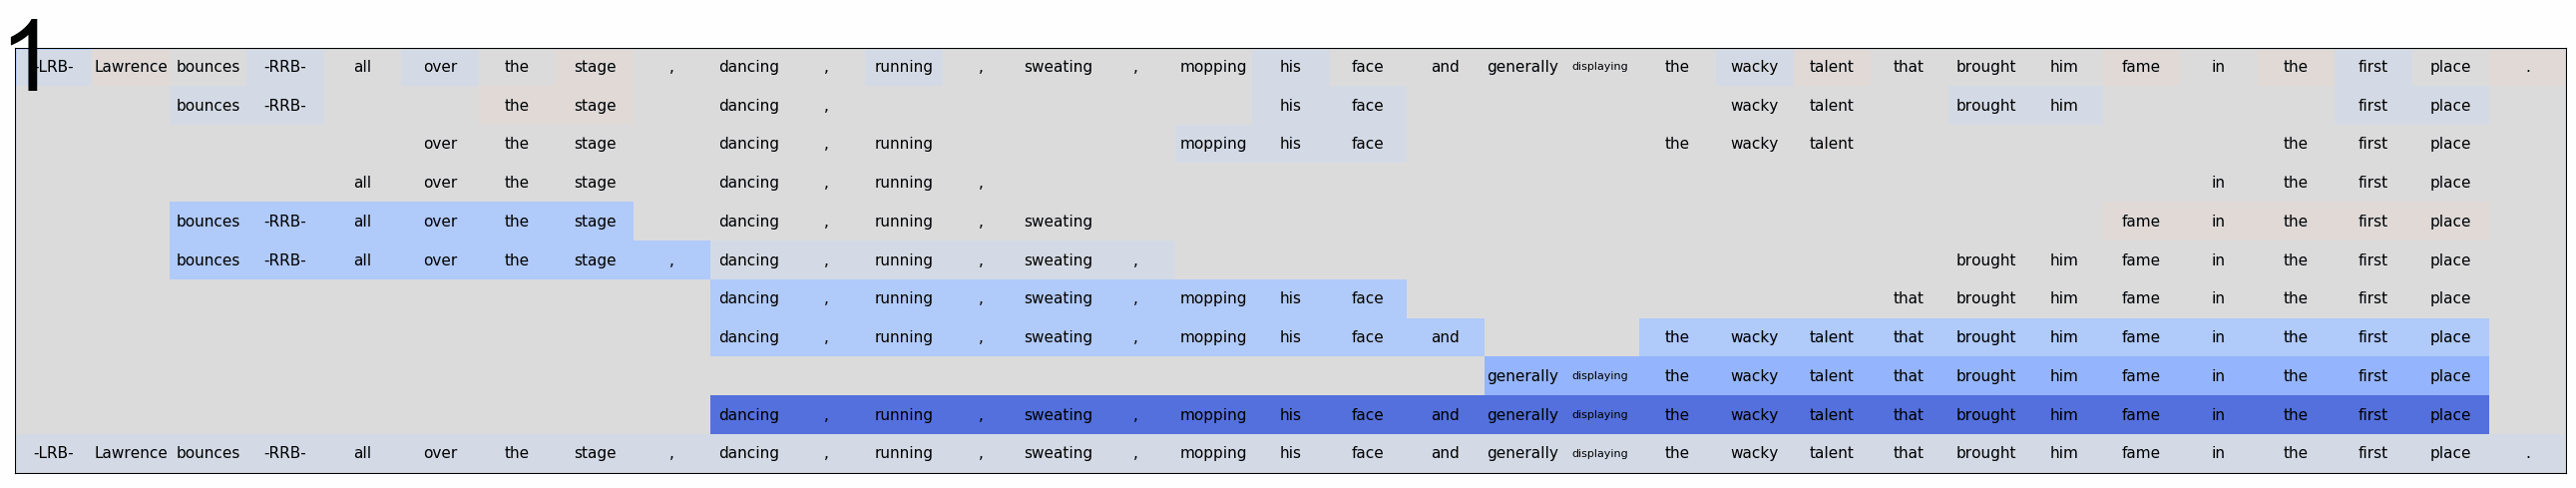 1
-LRB- Lawrence bounces -RRB- all over the stage , dancing , running , sweating , mopping his face and generally displaying the wacky talent that brought him fame in the first place .
bounces -RRB- the stage dancing , his face wacky talent brought him first place
over the stage dancing , running mopping his face the wacky talent the first place
all over the stage dancing , running , in the first place
bounces -RRB- all over the stage dancing , running , sweating fame in the first place
bounces -RRB- all over the stage , dancing , running , sweating , brought him fame in the first place
dancing , running , sweating , mopping his face that brought him fame in the first place
dancing , running , sweating , mopping his face and the wacky talent that brought him fame in the first place
generally displaying the wacky talent that brought him fame in the first place
dancing , running , sweating , mopping his face and generally displaying the wacky talent that brought him fame in the first place
-LRB- Lawrence bounces -RRB- all over the stage , dancing , running , sweating , mopping his face and generally displaying the wacky talent that brought him fame in the first place .